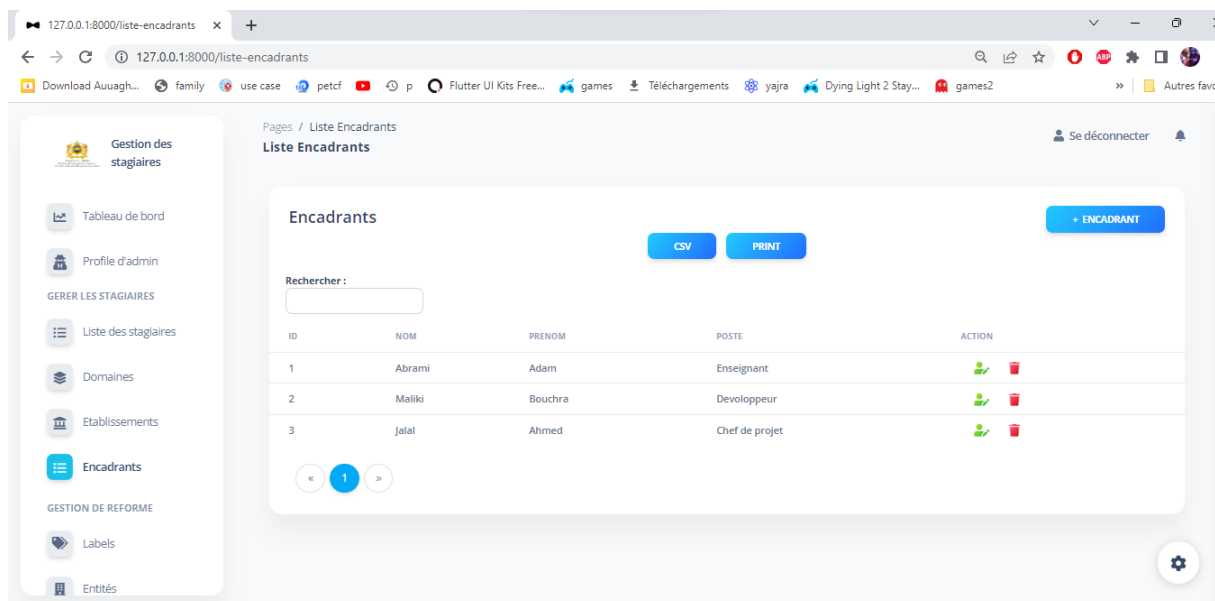 127.0.0.1:8000/liste-encadrants
127.0.0.1:8000/liste-encadrants
Download Auuagh... family use case petcf p Flutter UI Kits Free... games Téléchargements yajra Dying Light 2 Stay... games2 » Autres favo
Gestion des
stagiaires
Tableau de bord
Profile d'admin
GERER LES STAGIAIRES
Liste des stagiaires
Domaines
Etablissements
Encadrants
GESTION DE REFORME
Labels
Entités
Pages / Liste Encadrants
Liste Encadrants
Se déconnecter
Encadrants
+ ENCADRANT
CSV PRINT
Rechercher :
ID NOM PRENOM POSTE ACTION
1 Abrami Adam Enseignant
2 Maliki Bouchra Devoloppeur
3 Jalal Ahmed Chef de projet
« 1 »